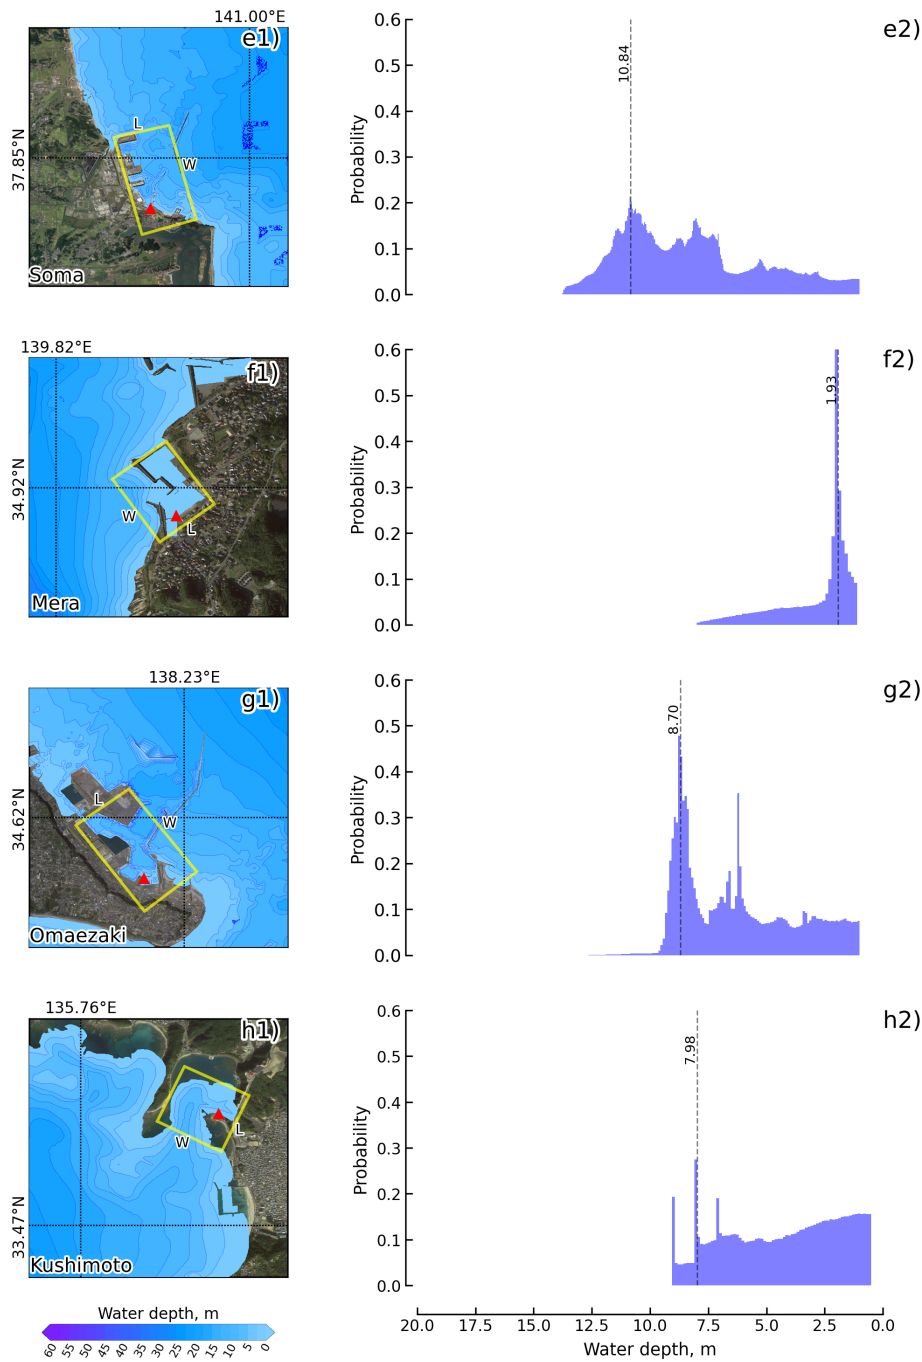 141.00°E
e1)
37.85°N
L
W
Soma
e2)
Probability
0.6
0.5
0.4
0.3
0.2
0.1
0.0
10.84
139.82°E
f1)
34.92°N
W
L
Mera
f2)
Probability
0.6
0.5
0.4
0.3
0.2
0.1
0.0
1.93
138.23°E
g1)
34.62°N
L
W
Omaezaki
g2)
Probability
0.6
0.5
0.4
0.3
0.2
0.1
0.0
8.70
135.76°E
h1)
33.47°N
W
L
Kushimoto
h2)
Probability
0.6
0.5
0.4
0.3
0.2
0.1
0.0
7.98
Water depth, m
60 55 50 45 40 35 30 25 20 15 10 5 0
20.0 17.5 15.0 12.5 10.0 7.5 5.0 2.5 0.0
Water depth, m